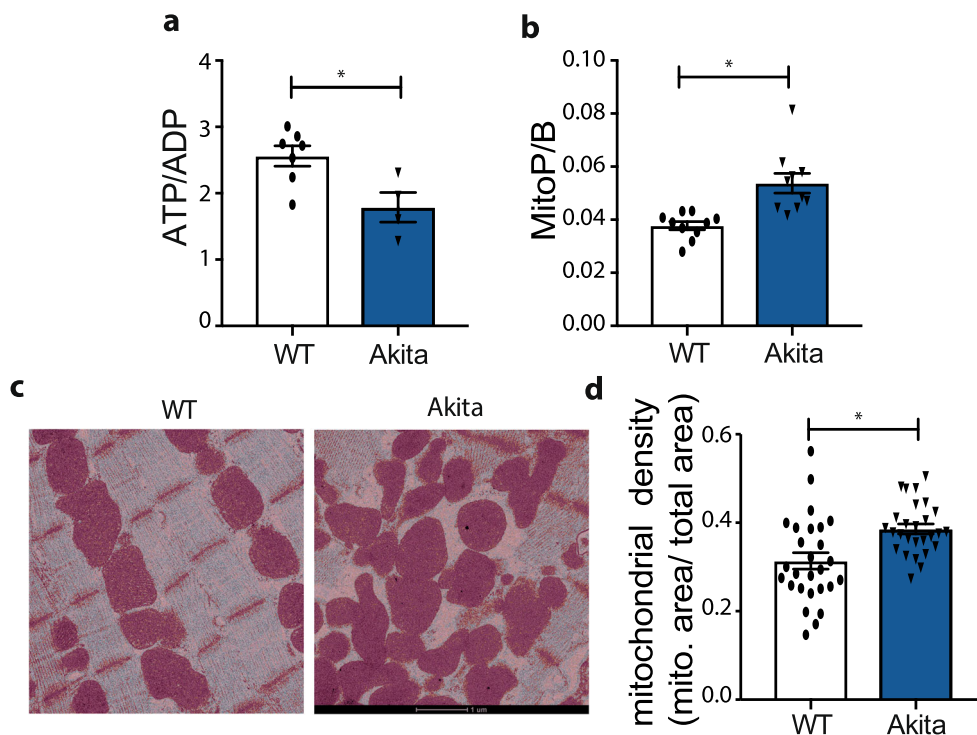 a
ATP/ADP
4
3
2
1
0
*
WT
Akita
b
MitoP/B
0.10
0.08
0.06
0.04
0.02
0.00
*
WT
Akita
c
WT
Akita
1 um
d
mitochondrial density
(mito. area/ total area)
0.6
0.4
0.2
0.0
*
WT
Akita